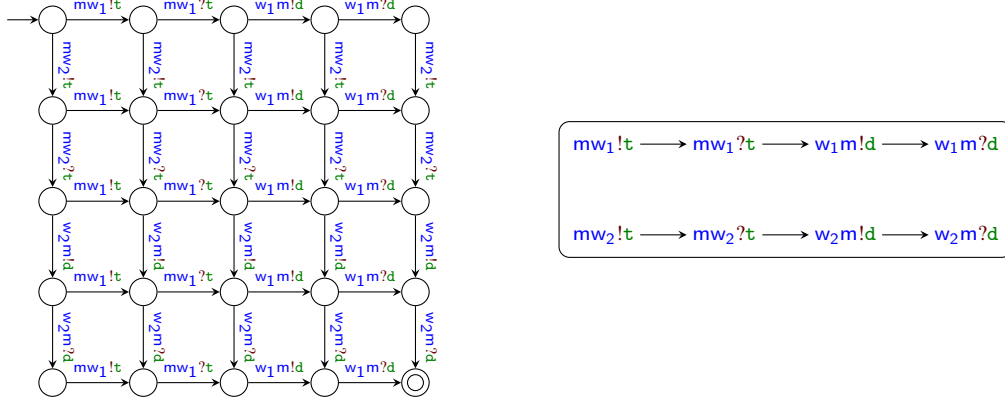 mw₁!t mw₁?t w₁m!d w₁m?d
mw₂!t mw₂!t mw₂!t mw₂!t mw₂!t
mw₁!t mw₁?t w₁m!d w₁m?d
mw₂?t mw₂?t mw₂?t mw₂?t mw₂?t
mw₁!t mw₁?t w₁m!d w₁m?d
w₂m!d w₂m!d w₂m!d w₂m!d w₂m!d
mw₁!t mw₁?t w₁m!d w₁m?d
w₂m?d w₂m?d w₂m?d w₂m?d w₂m?d
mw₁!t mw₁?t w₁m!d w₁m?d
mw₁!t mw₁?t w₁m!d w₁m?d
mw₂!t mw₂?t w₂m!d w₂m?d